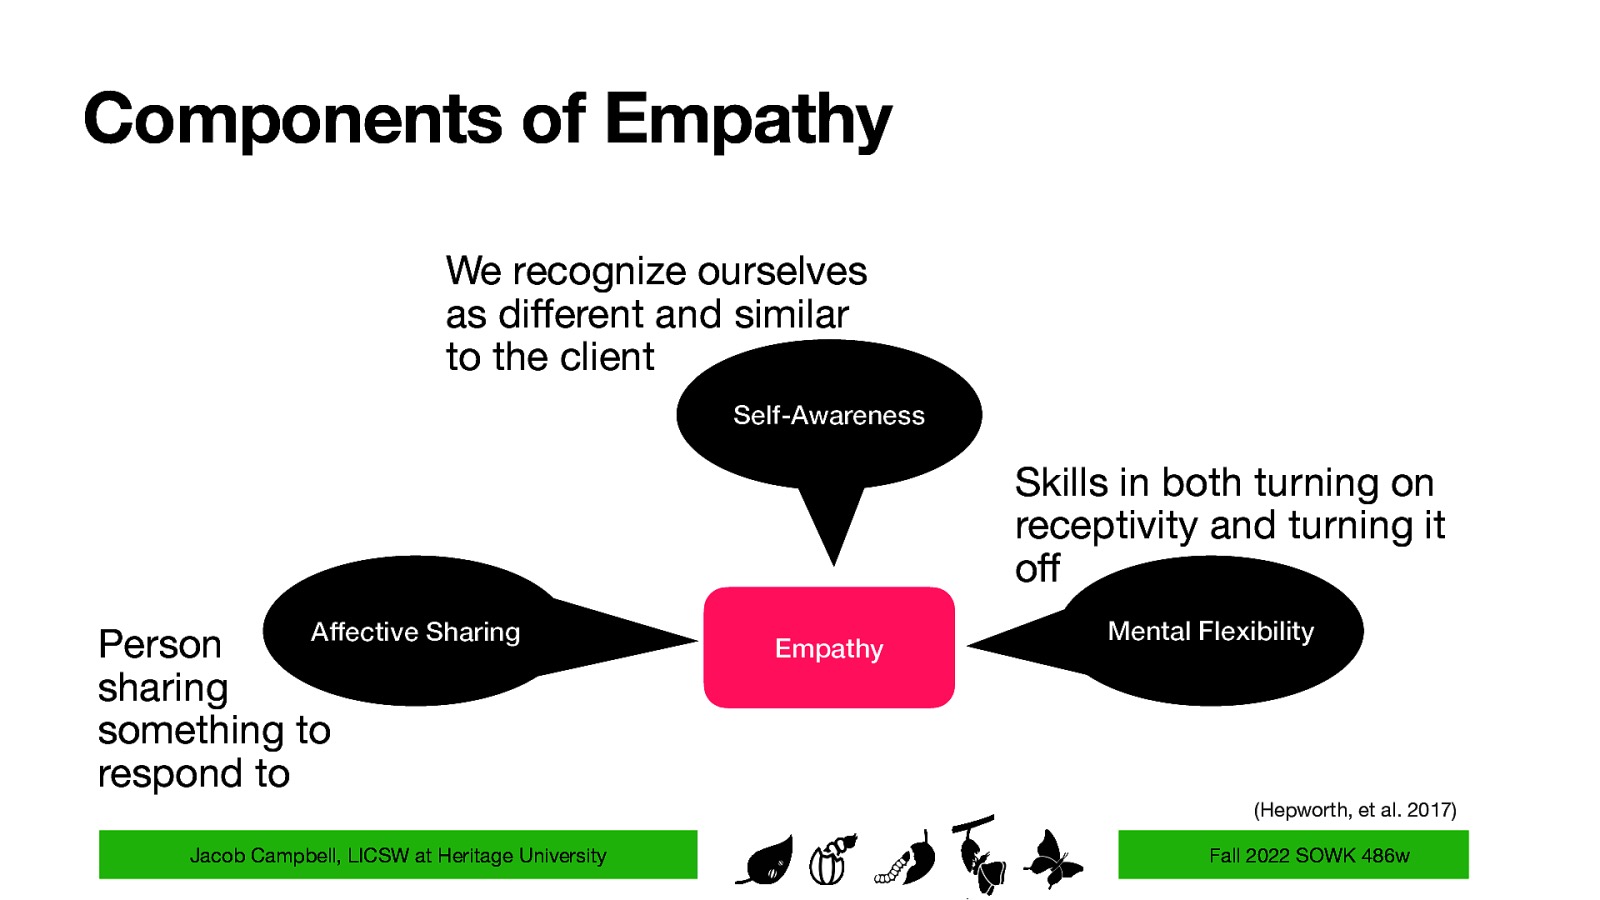 Components of Empathy
We recognize ourselves
as different and similar
to the client
Self-Awareness
Skills in both turning on
receptivity and turning it
off
Affective Sharing
Mental Flexibility
Empathy
Person
sharing
something to
respond to
(Hepworth, et al. 2017)
Jacob Campbell, LICSW at Heritage University
Fall 2022 SOWK 486w